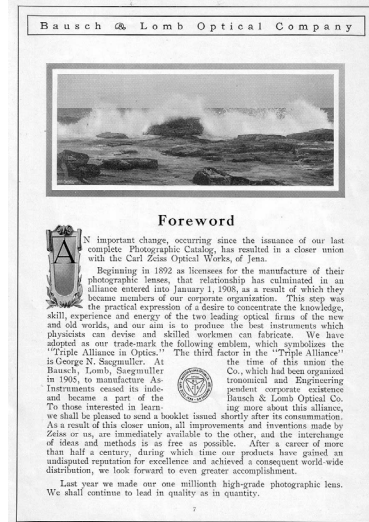 Bausch & Lomb Optical Company
Foreword
AN important change, occurring since the issuance of our last
complete Photographic Catalog, has resulted in a closer union
with the Carl Zeiss Optical Works, of Jena.
Beginning in 1892 as licensees for the manufacture of their
photographic lenses, that relationship has culminated in an
alliance entered into January 1, 1908, as a result of which they
became members of our corporate organization. This step was
the practical expression of a desire to concentrate the knowledge,
skill, experience and energy of the two leading optical firms of the new
and old worlds, and our aim is to produce the best instruments which
physicists can devise and skilled workmen can fabricate. We have
adopted as our trade-mark the following emblem, which symbolizes the
"Triple Alliance in Optics." The third factor in the "Triple Alliance"
is George N. Saegmuller. At the time of this union the
Bausch, Lomb, Saegmuller Co., which had been organized
in 1905, to manufacture Astronomical and Engineering
Instruments ceased its independent corporate existence
and became a part of the Bausch & Lomb Optical Co.
To those interested in learning more about this alliance,
we shall be pleased to send a booklet issued shortly after its consummation.
As a result of this closer union, all improvements and inventions made by
Zeiss or us, are immediately available to the other, and the interchange
of ideas and methods is as free as possible. After a career of more
than half a century, during which time our products have gained an
undisputed reputation for excellence and achieved a consequent world-wide
distribution, we look forward to even greater accomplishment.
Last year we made our one millionth high-grade photographic lens.
We shall continue to lead in quality as in quantity.
7